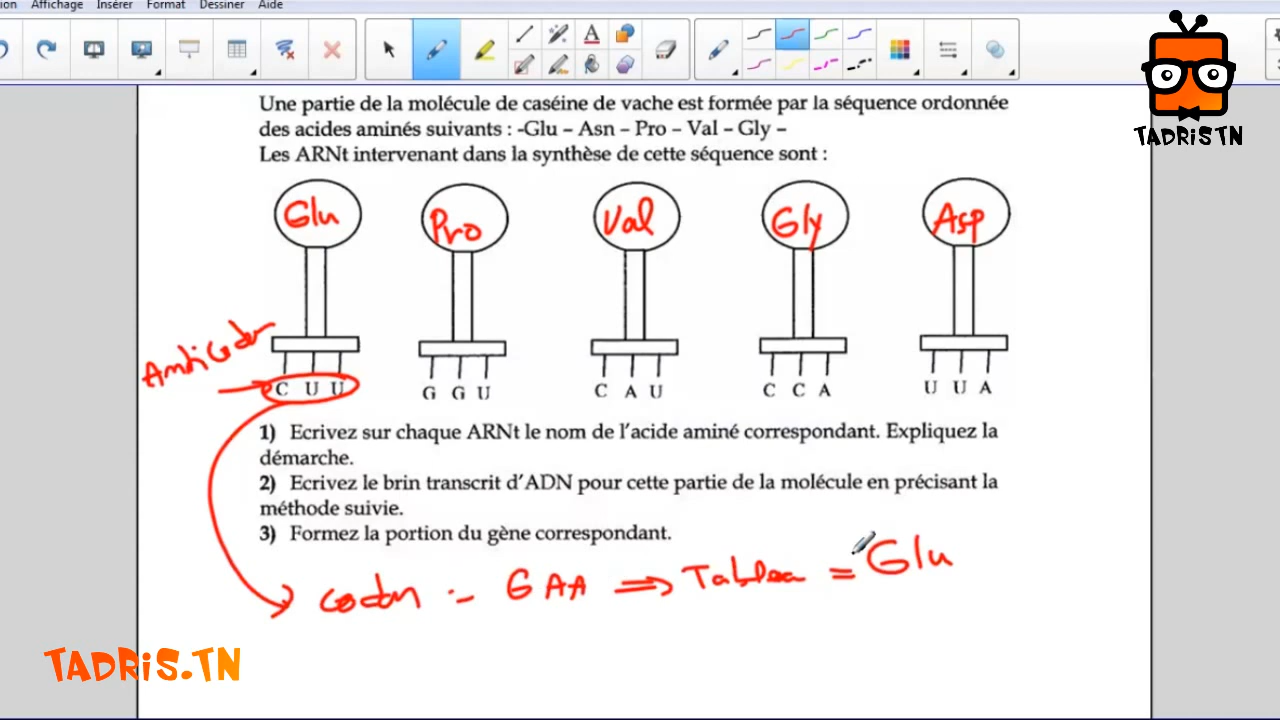 ion Affichage Insérer Format Dessiner Aide
A
TADRiSTN
Une partie de la molécule de caséine de vache est formée par la séquence ordonnée
des acides aminés suivants : -Glu – Asn – Pro – Val – Gly –
Les ARNt intervenant dans la synthèse de cette séquence sont :
Glu Pro Val Gly Asp
Anticodon
C U U G G U C A U C C A U U A
1) Ecrivez sur chaque ARNt le nom de l'acide aminé correspondant. Expliquez la
démarche.
2) Ecrivez le brin transcrit d'ADN pour cette partie de la molécule en précisant la
méthode suivie.
3) Formez la portion du gène correspondant.
codon :- GAA => Tablea = Glu
TADRiS.TN